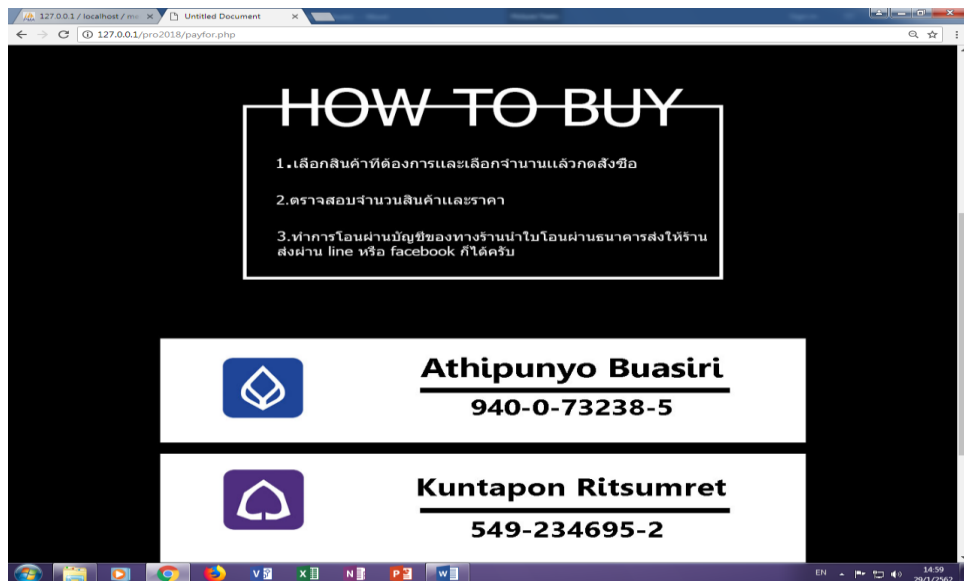 127.0.0.1 / localhost / m
Untitled Document
127.0.0.1/pro2018/payfor.php
HOW TO BUY
1.เลือกสินค้าที่ต้องการและเลือกจำนานแล้วกดสั่งซื้อ
2.ตรวจสอบจำนวนสินค้าและราคา
3.ทำการโอนผ่านบัญชีของทางร้านนำใบโอนผ่านธนาคารส่งให้ร้าน
ส่งผ่าน line หรือ facebook ก็ได้ครับ
Athipunyo Buasiri
940-0-73238-5
Kuntapon Ritsumret
549-234695-2
EN
14:59
29/1/2562